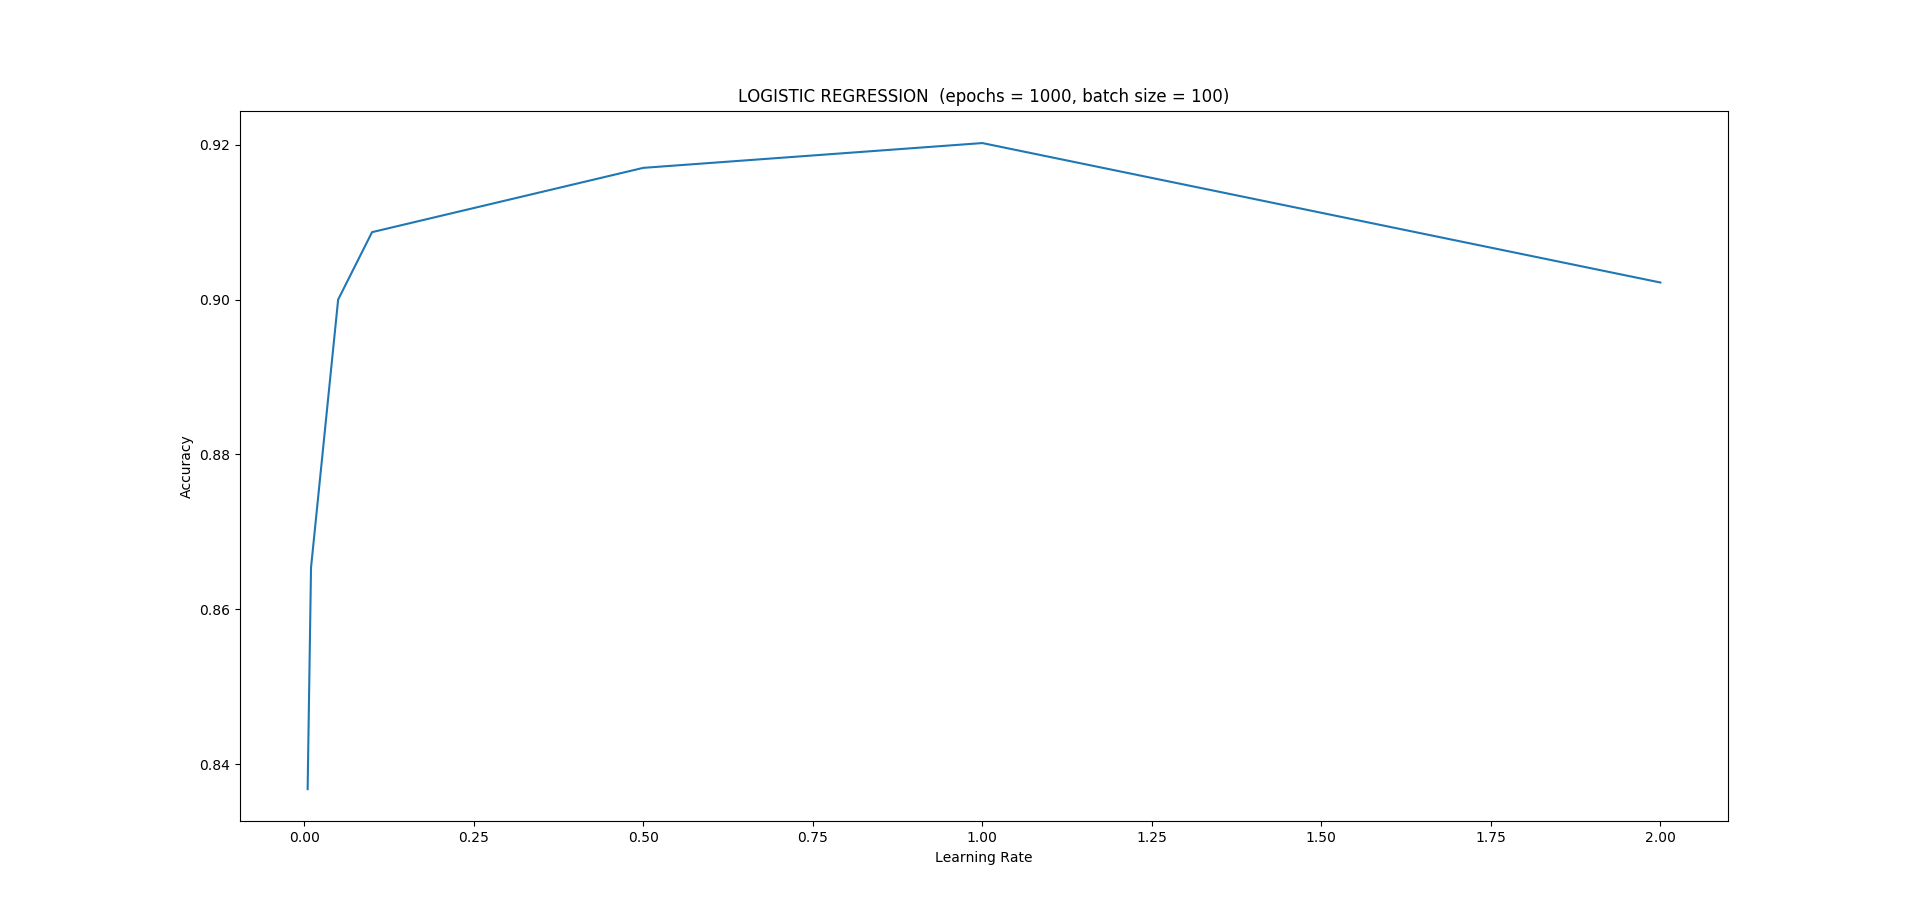 LOGISTIC REGRESSION  (epochs = 1000, batch size = 100)
0.92
0.90
0.88
0.86
0.84
Accuracy
0.00 0.25 0.50 0.75 1.00 1.25 1.50 1.75 2.00
Learning Rate